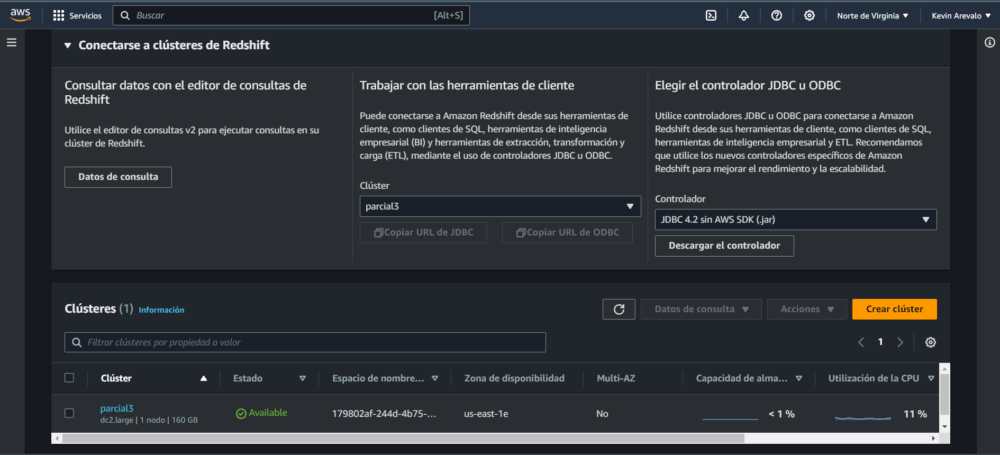 aws
Servicios
Buscar
[Alt+S]
Norte de Virginia
Kevin Arevalo
Conectarse a clústeres de Redshift
Consultar datos con el editor de consultas de
Redshift
Utilice el editor de consultas v2 para ejecutar consultas en su
clúster de Redshift.
Datos de consulta
Trabajar con las herramientas de cliente
Puede conectarse a Amazon Redshift desde sus herramientas de
cliente, como clientes de SQL, herramientas de inteligencia
empresarial (BI) y herramientas de extracción, transformación y
carga (ETL), mediante el uso de controladores JDBC u ODBC.
Clúster
parcial3
Copiar URL de JDBC
Copiar URL de ODBC
Elegir el controlador JDBC u ODBC
Utilice controladores JDBC u ODBC para conectarse a Amazon
Redshift desde sus herramientas de cliente, como clientes de SQL,
herramientas de inteligencia empresarial y ETL. Recomendamos
que utilice los nuevos controladores específicos de Amazon
Redshift para mejorar el rendimiento y la escalabilidad.
Controlador
JDBC 4.2 sin AWS SDK (.jar)
Descargar el controlador
Clústeres (1) Información
Datos de consulta
Acciones
Crear clúster
Filtrar clústeres por propiedad o valor
1
Clúster
Estado
Espacio de nombre...
Zona de disponibilidad
Multi-AZ
Capacidad de alma...
Utilización de la CPU
parcial3
dc2.large | 1 nodo | 160 GB
Available
179802af-244d-4b75-...
us-east-1e
No
< 1 %
11 %